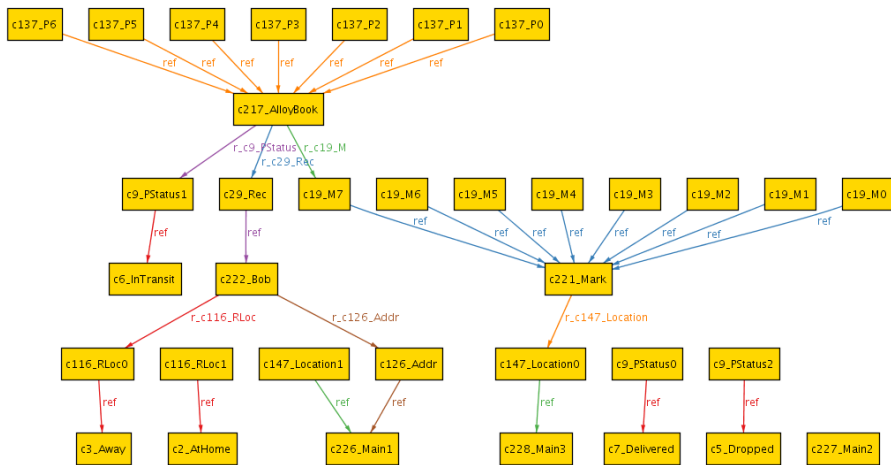 c137_P6 c137_P5 c137_P4 c137_P3 c137_P2 c137_P1 c137_P0
ref ref ref ref ref ref ref
c217_AlloyBook
r_c9_PStatus r_c19_M
r_c29_Rec
c9_PStatus1 c29_Rec c19_M7 c19_M6 c19_M5 c19_M4 c19_M3 c19_M2 c19_M1 c19_M0
ref ref ref ref ref ref ref ref ref ref
c6_InTransit c222_Bob c221_Mark
r_c116_RLoc r_c126_Addr r_c147_Location
c116_RLoc0 c116_RLoc1 c147_Location1 c126_Addr c147_Location0 c9_PStatus0 c9_PStatus2
ref ref ref ref ref ref ref
c3_Away c2_AtHome c226_Main1 c228_Main3 c7_Delivered c5_Dropped c227_Main2